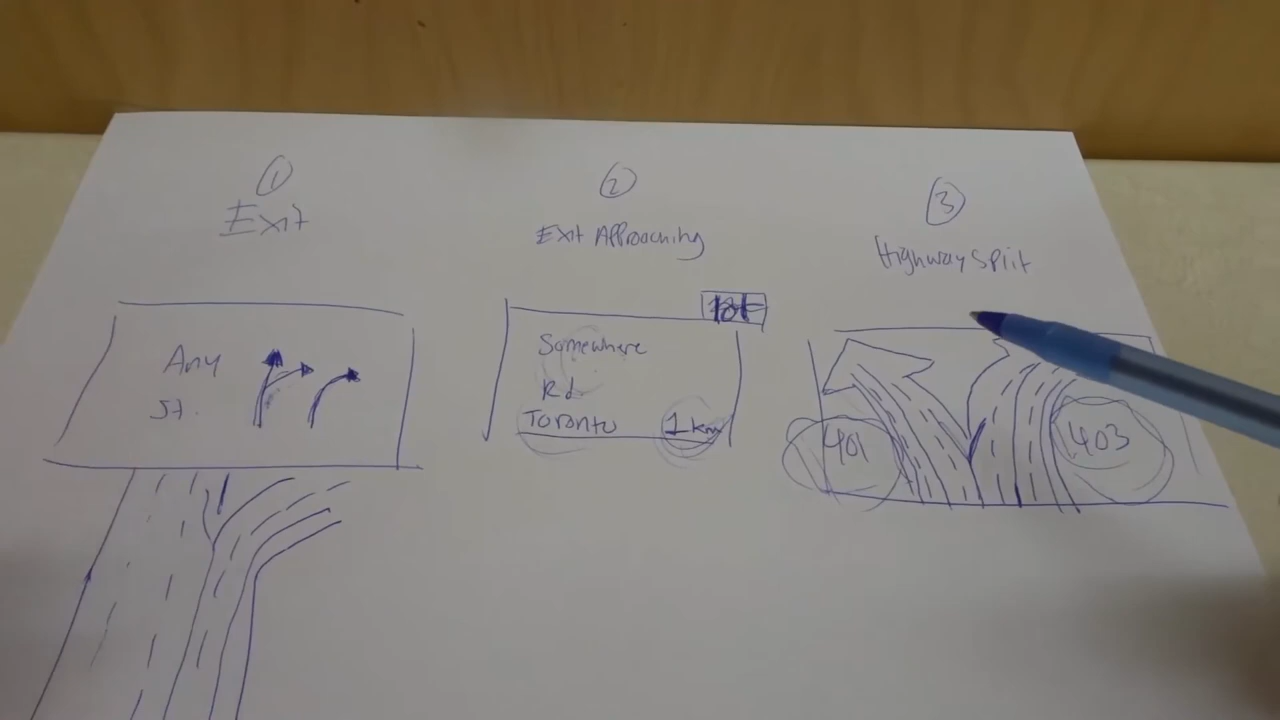 1
Exit
Any
St.
2
Exit Approaching
Somewhere
Rd
Toronto 1 km
3
Highway Split
401
403